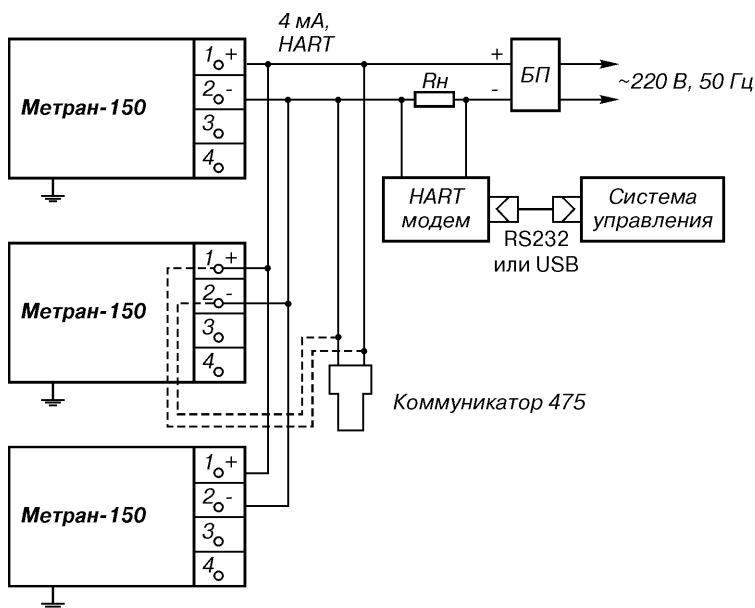 4 мА,
HART
Метран-150
1 +
2 -
3
4
+
-
Rн
БП
~220 В, 50 Гц
HART
модем
RS232
или USB
Система
управления
Метран-150
1 +
2 -
3
4
Коммуникатор 475
Метран-150
1 +
2 -
3
4